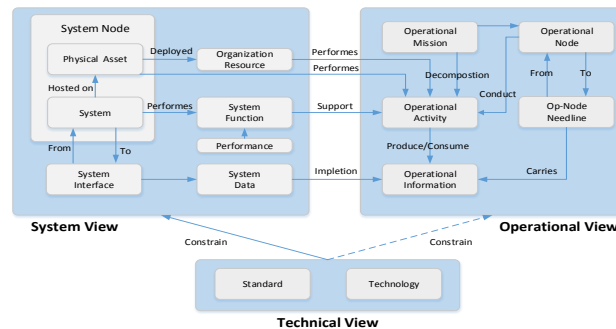 System Node
Physical Asset
Deployed
Organization
Resource
Performes
Performes
Operational
Mission
Operational
Node
Decompostion
From
To
Hosted on
Conduct
System
Performes
System
Function
Support
Operational
Activity
Op-Node
Needline
From
To
Performance
Produce/Consume
System
Interface
System
Data
Impletion
Operational
Information
Carries
System View
Operational View
Constrain
Constrain
Standard
Technology
Technical View